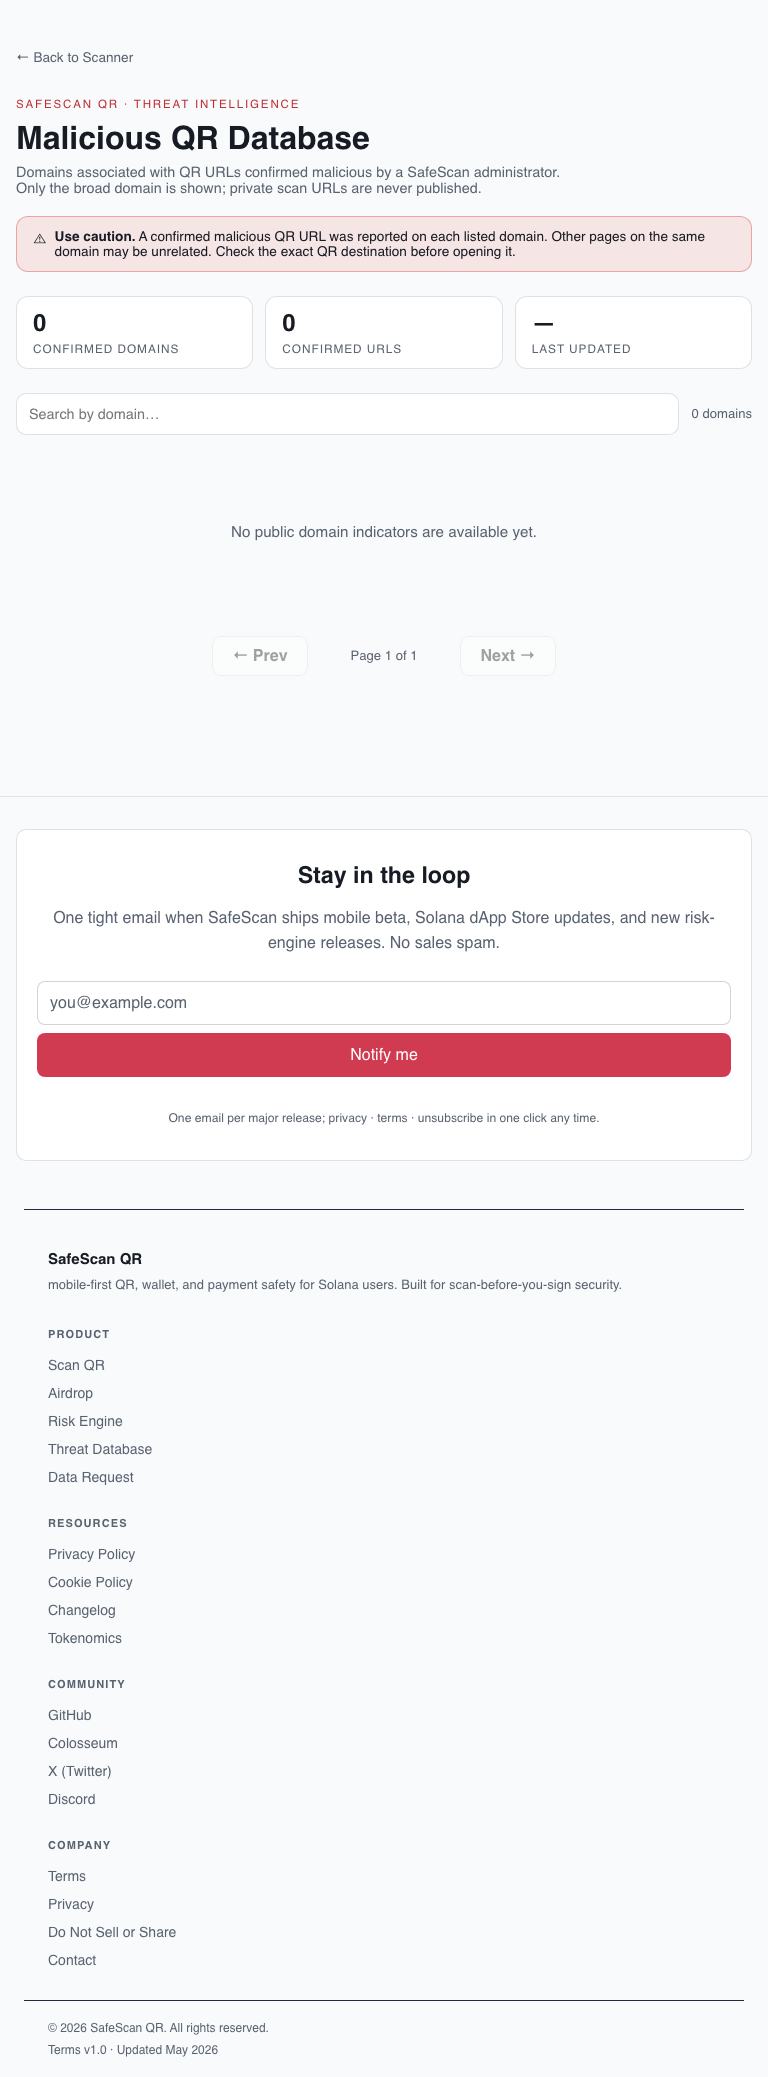 ← Back to Scanner
SAFESCAN QR · THREAT INTELLIGENCE
Malicious QR Database
Domains associated with QR URLs confirmed malicious by a SafeScan administrator.
Only the broad domain is shown; private scan URLs are never published.
⚠ Use caution. A confirmed malicious QR URL was reported on each listed domain. Other pages on the same
domain may be unrelated. Check the exact QR destination before opening it.
0
CONFIRMED DOMAINS
0
CONFIRMED URLS
—
LAST UPDATED
Search by domain…
0 domains
No public domain indicators are available yet.
← Prev
Page 1 of 1
Next →
Stay in the loop
One tight email when SafeScan ships mobile beta, Solana dApp Store updates, and new risk-
engine releases. No sales spam.
you@example.com
Notify me
One email per major release; privacy · terms · unsubscribe in one click any time.
SafeScan QR
mobile-first QR, wallet, and payment safety for Solana users. Built for scan-before-you-sign security.
PRODUCT
Scan QR
Airdrop
Risk Engine
Threat Database
Data Request
RESOURCES
Privacy Policy
Cookie Policy
Changelog
Tokenomics
COMMUNITY
GitHub
Colosseum
X (Twitter)
Discord
COMPANY
Terms
Privacy
Do Not Sell or Share
Contact
© 2026 SafeScan QR. All rights reserved.
Terms v1.0 · Updated May 2026